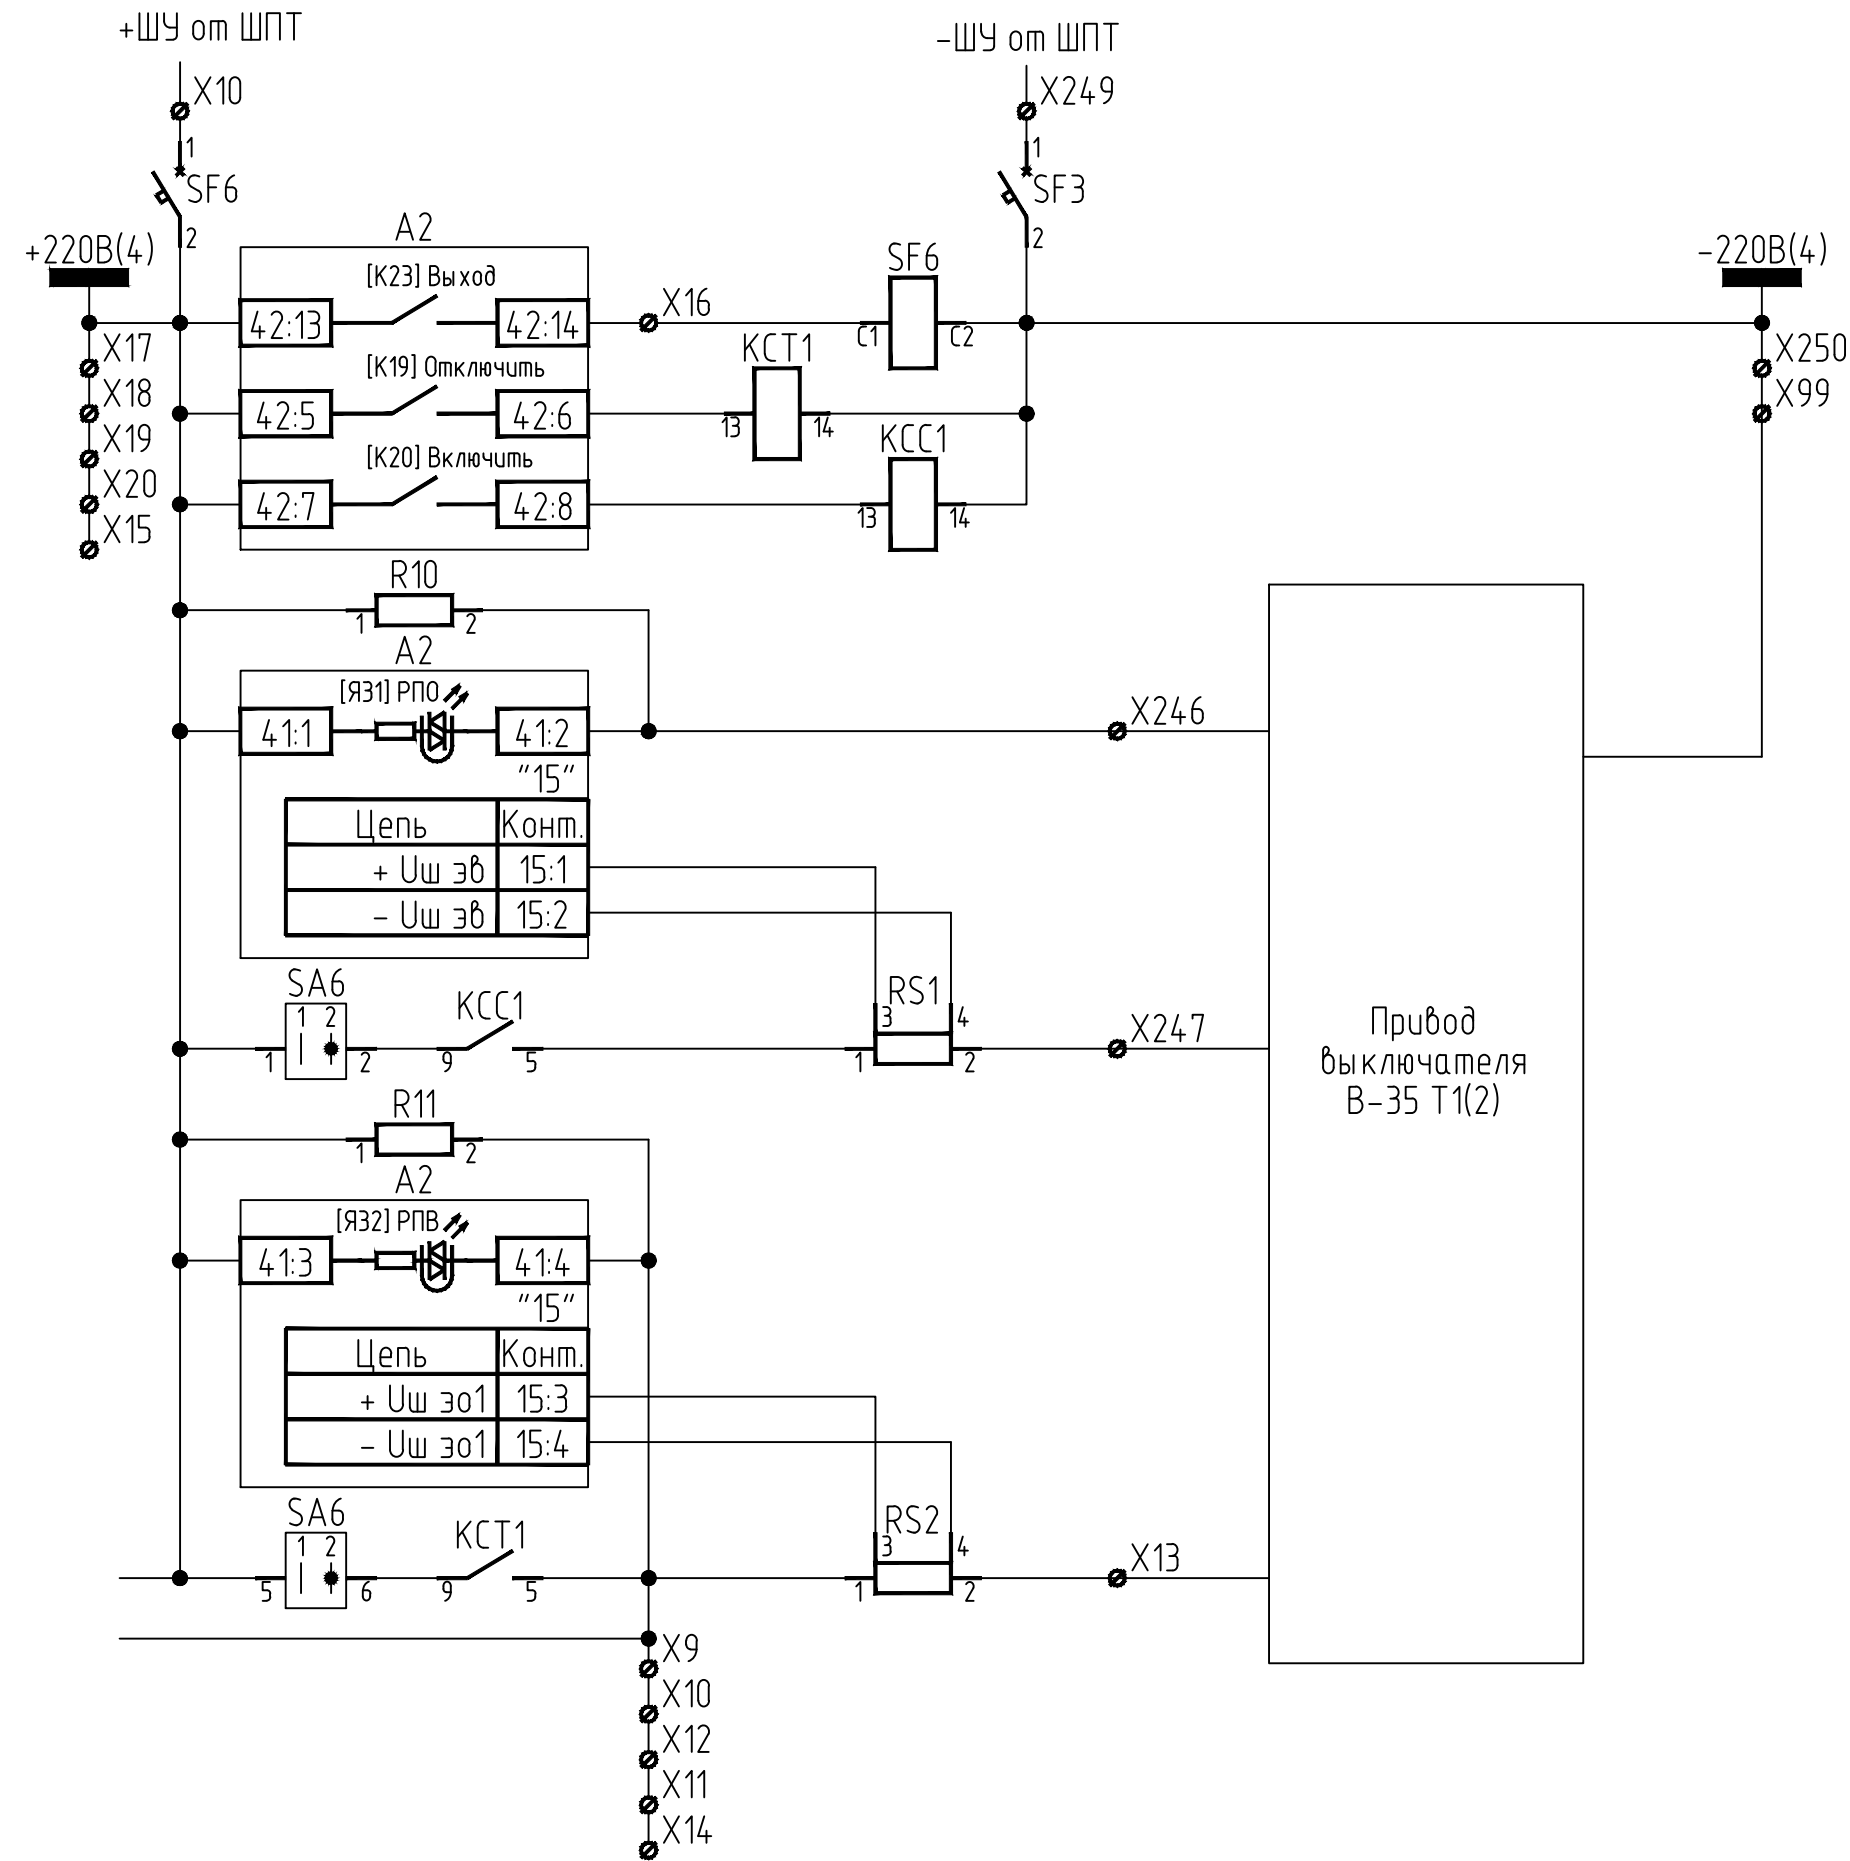 +ШУ от ШПТ
-ШУ от ШПТ
X10
X249
1
1
SF6
SF3
2
2
A2
+220В(4)
SF6
-220В(4)
[K23] Выход
42:13
42:14
X16
C1
C2
X17
[K19] Отключить
KCT1
X250
X18
42:5
42:6
13
14
X99
X19
[K20] Включить
KCC1
X20
42:7
42:8
13
14
X15
R10
1
2
A2
[ЯЗ1] РПО
41:1
41:2
X246
"15"
Цепь
Конт.
+ Uш эв
15:1
- Uш эв
15:2
SA6
RS1
1 2
KCC1
3
4
X247
1
2
9
5
1
2
Привод
выключателя
В-35 Т1(2)
R11
1
2
A2
[ЯЗ2] РПВ
41:3
41:4
"15"
Цепь
Конт.
+ Uш эо1
15:3
- Uш эо1
15:4
SA6
RS2
1 2
KCT1
3
4
X13
5
6
9
5
1
2
X9
X10
X12
X11
X14